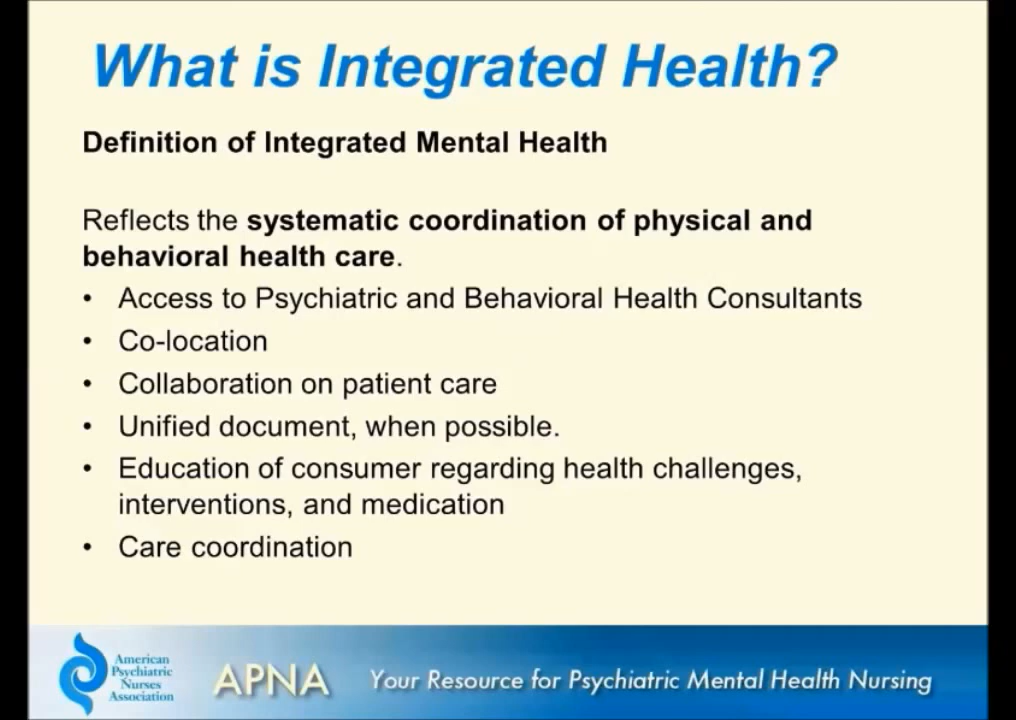 What is Integrated Health?
Definition of Integrated Mental Health
Reflects the systematic coordination of physical and
behavioral health care.
• Access to Psychiatric and Behavioral Health Consultants
• Co-location
• Collaboration on patient care
• Unified document, when possible.
• Education of consumer regarding health challenges,
interventions, and medication
• Care coordination
American
Psychiatric
Nurses
Association
APNA
Your Resource for Psychiatric Mental Health Nursing